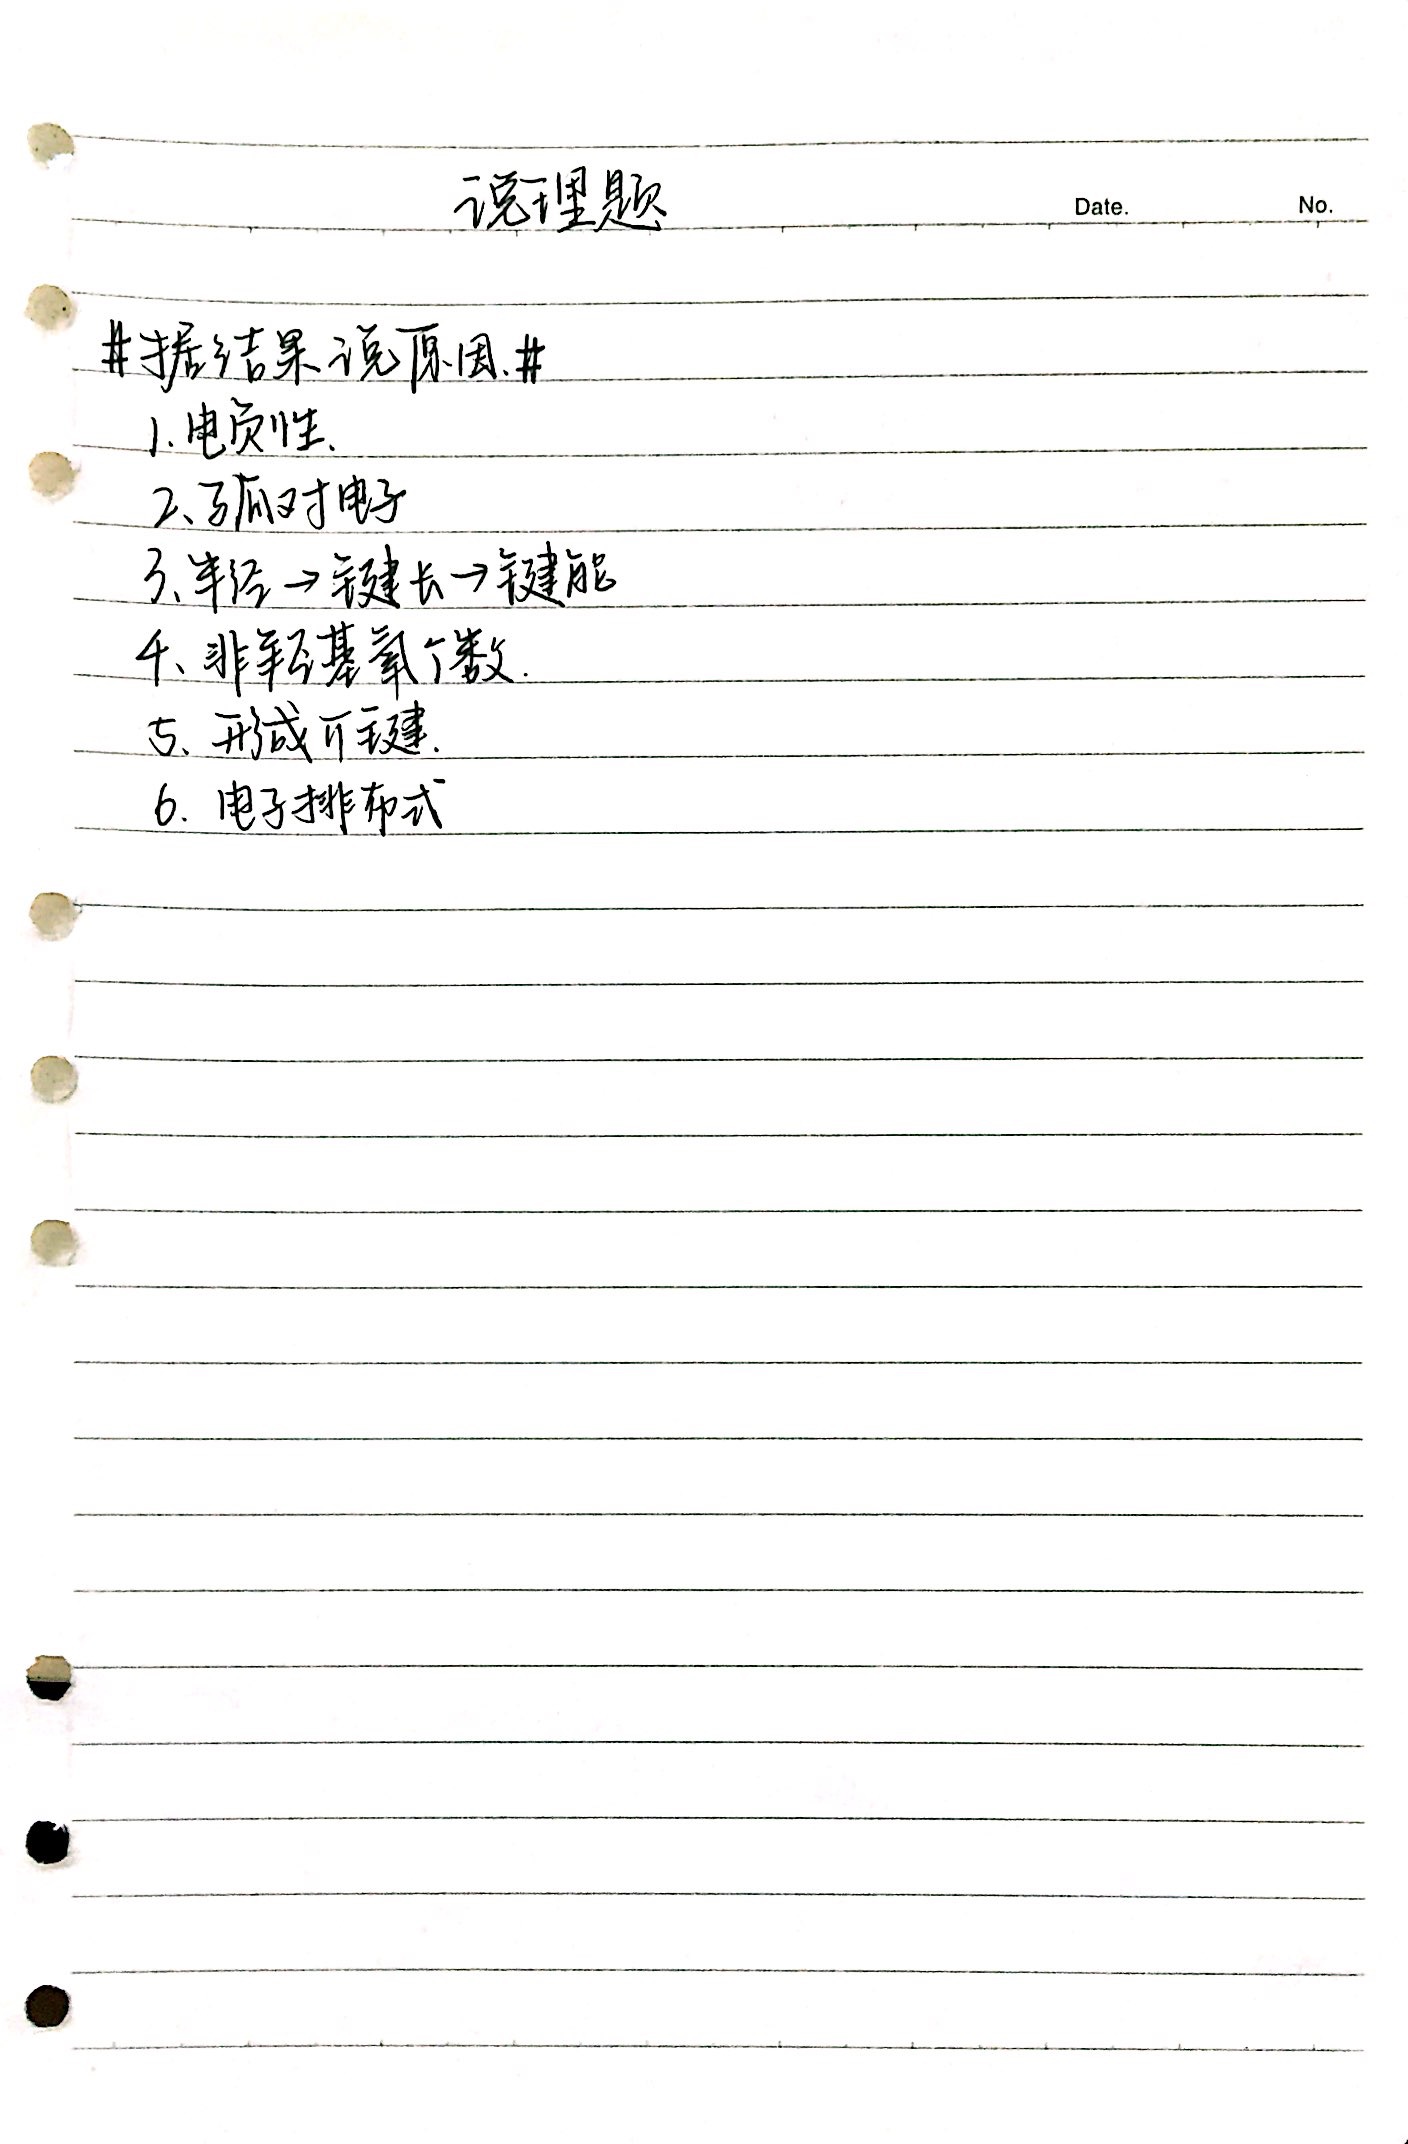 说理题
Date. No.
#据结果说原因.#
1. 电负性.
2、孤对电子
3、半径→键长→键能
4、非羟基氧个数.
5、形成π键.
6. 电子排布式